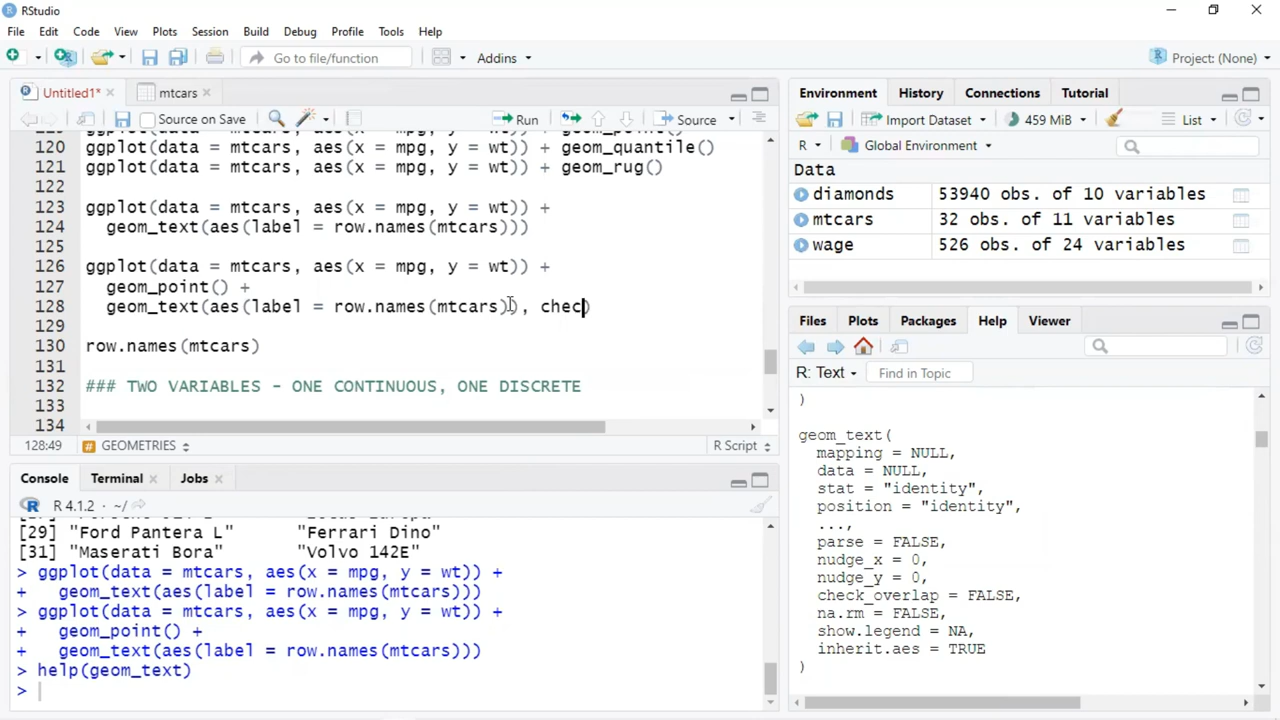 RStudio
File Edit Code View Plots Session Build Debug Profile Tools Help
Go to file/function Addins Project: (None)
Untitled1* mtcars
Source on Save Run Source
120 ggplot(data = mtcars, aes(x = mpg, y = wt)) + geom_quantile()
121 ggplot(data = mtcars, aes(x = mpg, y = wt)) + geom_rug()
122
123 ggplot(data = mtcars, aes(x = mpg, y = wt)) +
124 geom_text(aes(label = row.names(mtcars)))
125
126 ggplot(data = mtcars, aes(x = mpg, y = wt)) +
127 geom_point() +
128 geom_text(aes(label = row.names(mtcars)), chec)
129
130 row.names(mtcars)
131
132 ### TWO VARIABLES - ONE CONTINUOUS, ONE DISCRETE
133
134
128:49 # GEOMETRIES R Script
Console Terminal Jobs
R R 4.1.2 · ~/
[29] "Ford Pantera L" "Ferrari Dino"
[31] "Maserati Bora" "Volvo 142E"
> ggplot(data = mtcars, aes(x = mpg, y = wt)) +
+ geom_text(aes(label = row.names(mtcars)))
> ggplot(data = mtcars, aes(x = mpg, y = wt)) +
+ geom_point() +
+ geom_text(aes(label = row.names(mtcars)))
> help(geom_text)
>
Environment History Connections Tutorial
Import Dataset 459 MiB List
R Global Environment
Data
diamonds 53940 obs. of 10 variables
mtcars 32 obs. of 11 variables
wage 526 obs. of 24 variables
Files Plots Packages Help Viewer
R: Text Find in Topic
)
geom_text(
mapping = NULL,
data = NULL,
stat = "identity",
position = "identity",
...,
parse = FALSE,
nudge_x = 0,
nudge_y = 0,
check_overlap = FALSE,
na.rm = FALSE,
show.legend = NA,
inherit.aes = TRUE
)